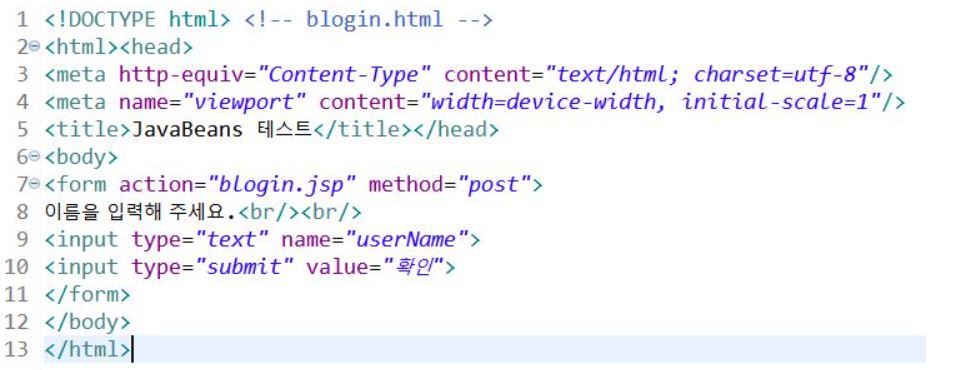 1 <!DOCTYPE html> <!-- blogin.html -->
2 <html><head>
3 <meta http-equiv="Content-Type" content="text/html; charset=utf-8"/>
4 <meta name="viewport" content="width=device-width, initial-scale=1"/>
5 <title>JavaBeans 테스트</title></head>
6 <body>
7 <form action="blogin.jsp" method="post">
8 이름을 입력해 주세요.<br/><br/>
9 <input type="text" name="userName">
10 <input type="submit" value="확인">
11 </form>
12 </body>
13 </html>